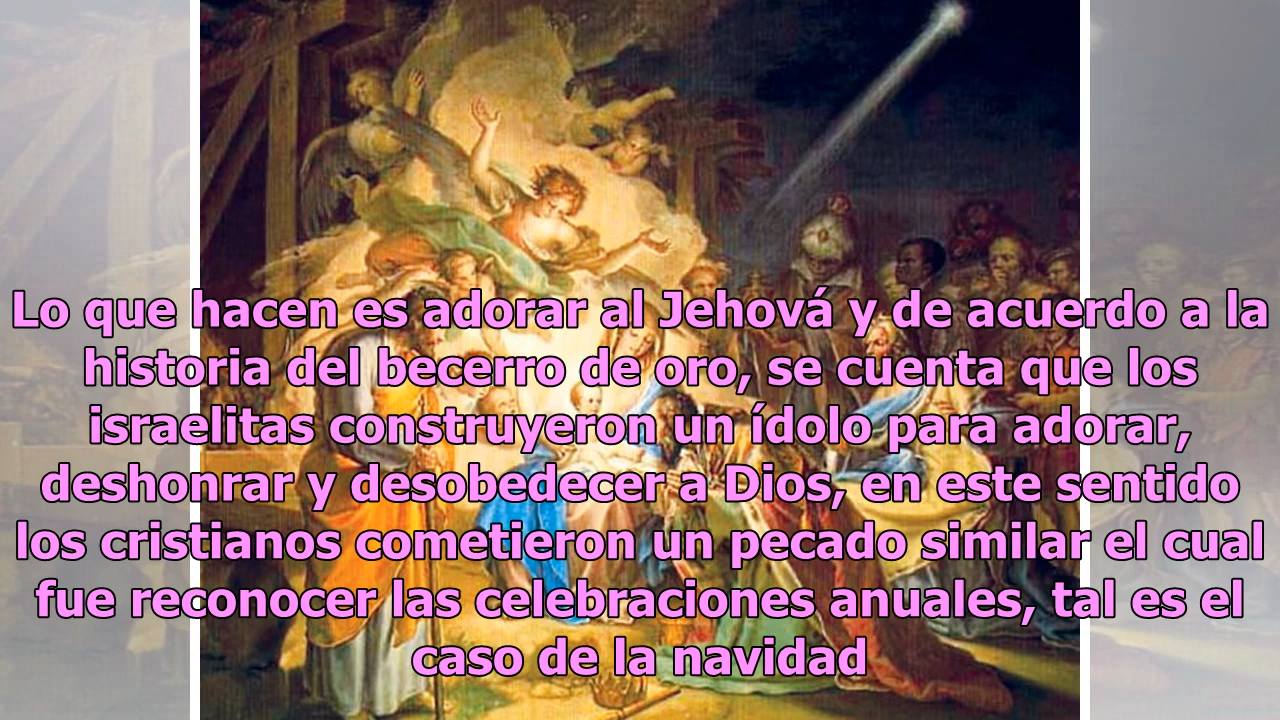 Lo que hacen es adorar al Jehová y de acuerdo a la
historia del becerro de oro, se cuenta que los
israelitas construyeron un ídolo para adorar,
deshonrar y desobedecer a Dios, en este sentido
los cristianos cometieron un pecado similar el cual
fue reconocer las celebraciones anuales, tal es el
caso de la navidad